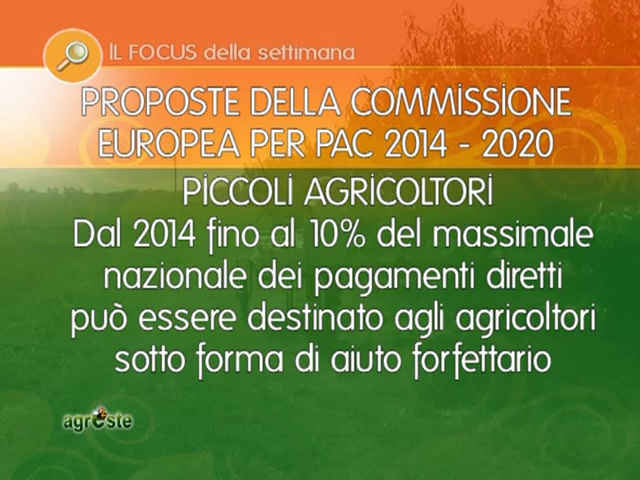 IL FOCUS della settimana
PROPOSTE DELLA COMMISSIONE
EUROPEA PER PAC 2014 - 2020
PICCOLI AGRICOLTORI
Dal 2014 fino al 10% del massimale
nazionale dei pagamenti diretti
può essere destinato agli agricoltori
sotto forma di aiuto forfettario
agreste